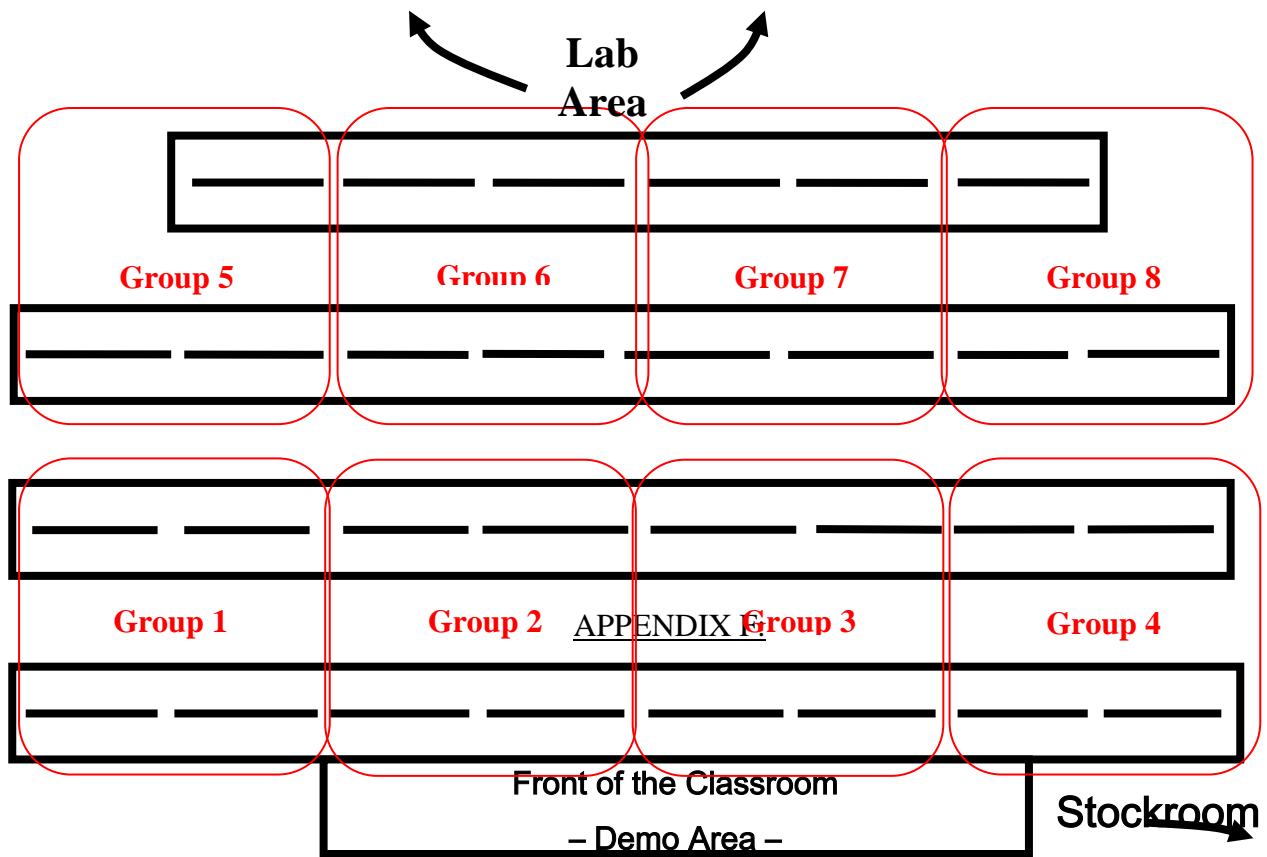 Lab
Area
Group 5 Group 6 Group 7 Group 8
Group 1 Group 2 APPENDIX F: Group 3 Group 4
Front of the Classroom
– Demo Area –
Stockroom